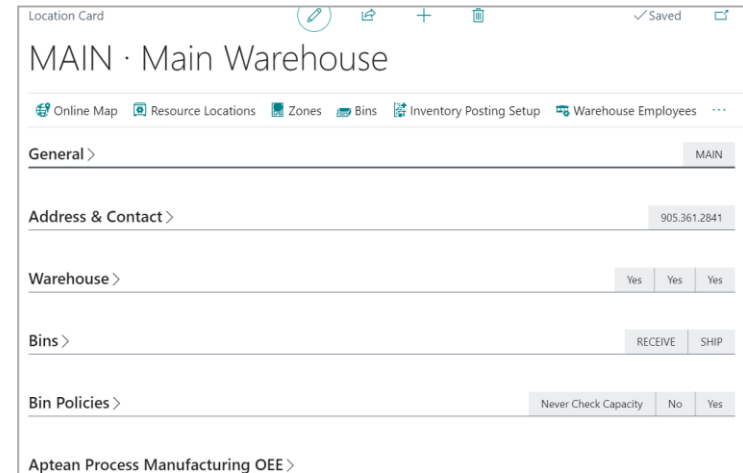 Location Card
Saved
MAIN · Main Warehouse
Online Map Resource Locations Zones Bins Inventory Posting Setup Warehouse Employees ...
General > MAIN
Address & Contact > 905.361.2841
Warehouse > Yes Yes Yes
Bins > RECEIVE SHIP
Bin Policies > Never Check Capacity No Yes
Aptean Process Manufacturing OEE >